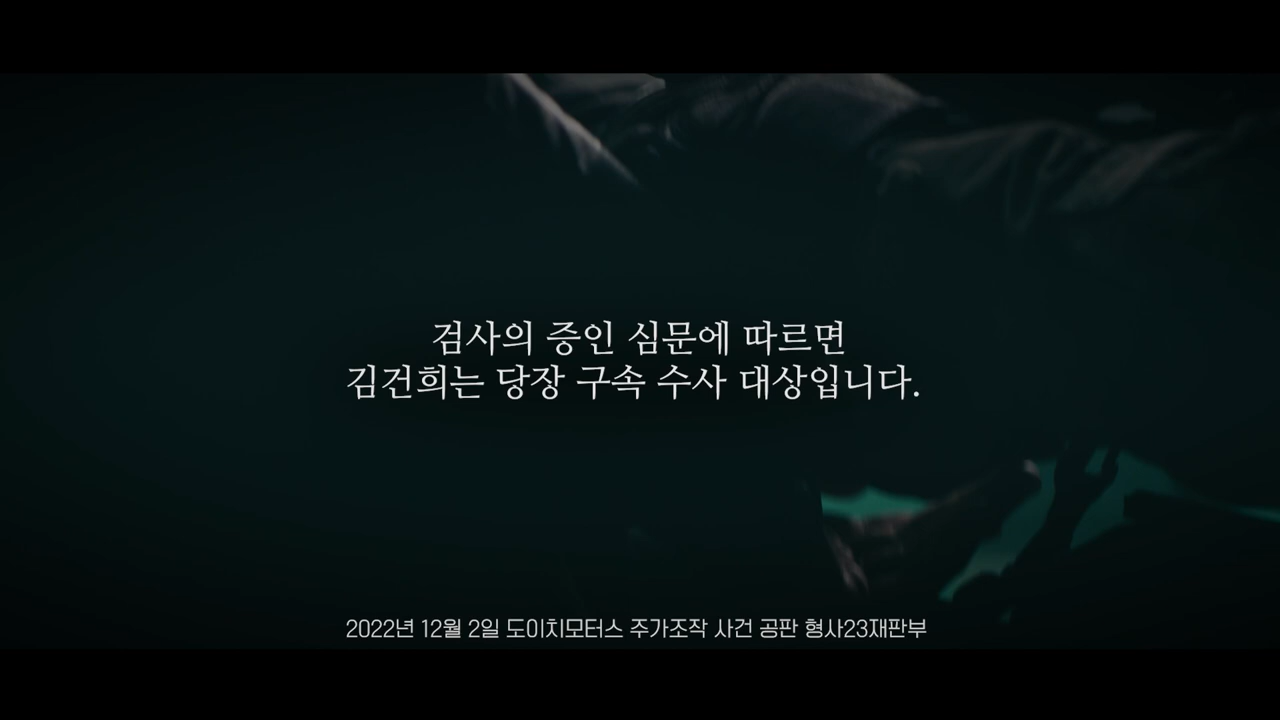 검사의 증인 심문에 따르면
김건희는 당장 구속 수사 대상입니다.
2022년 12월 2일 도이치모터스 주가조작 사건 공판 형사23재판부